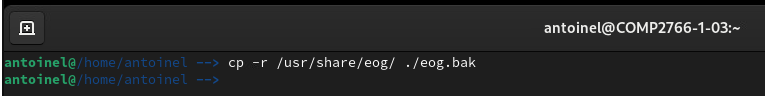 antoinel@COMP2766-1-03:~
antoinel@/home/antoinel --> cp -r /usr/share/eog/ ./eog.bak
antoinel@/home/antoinel -->